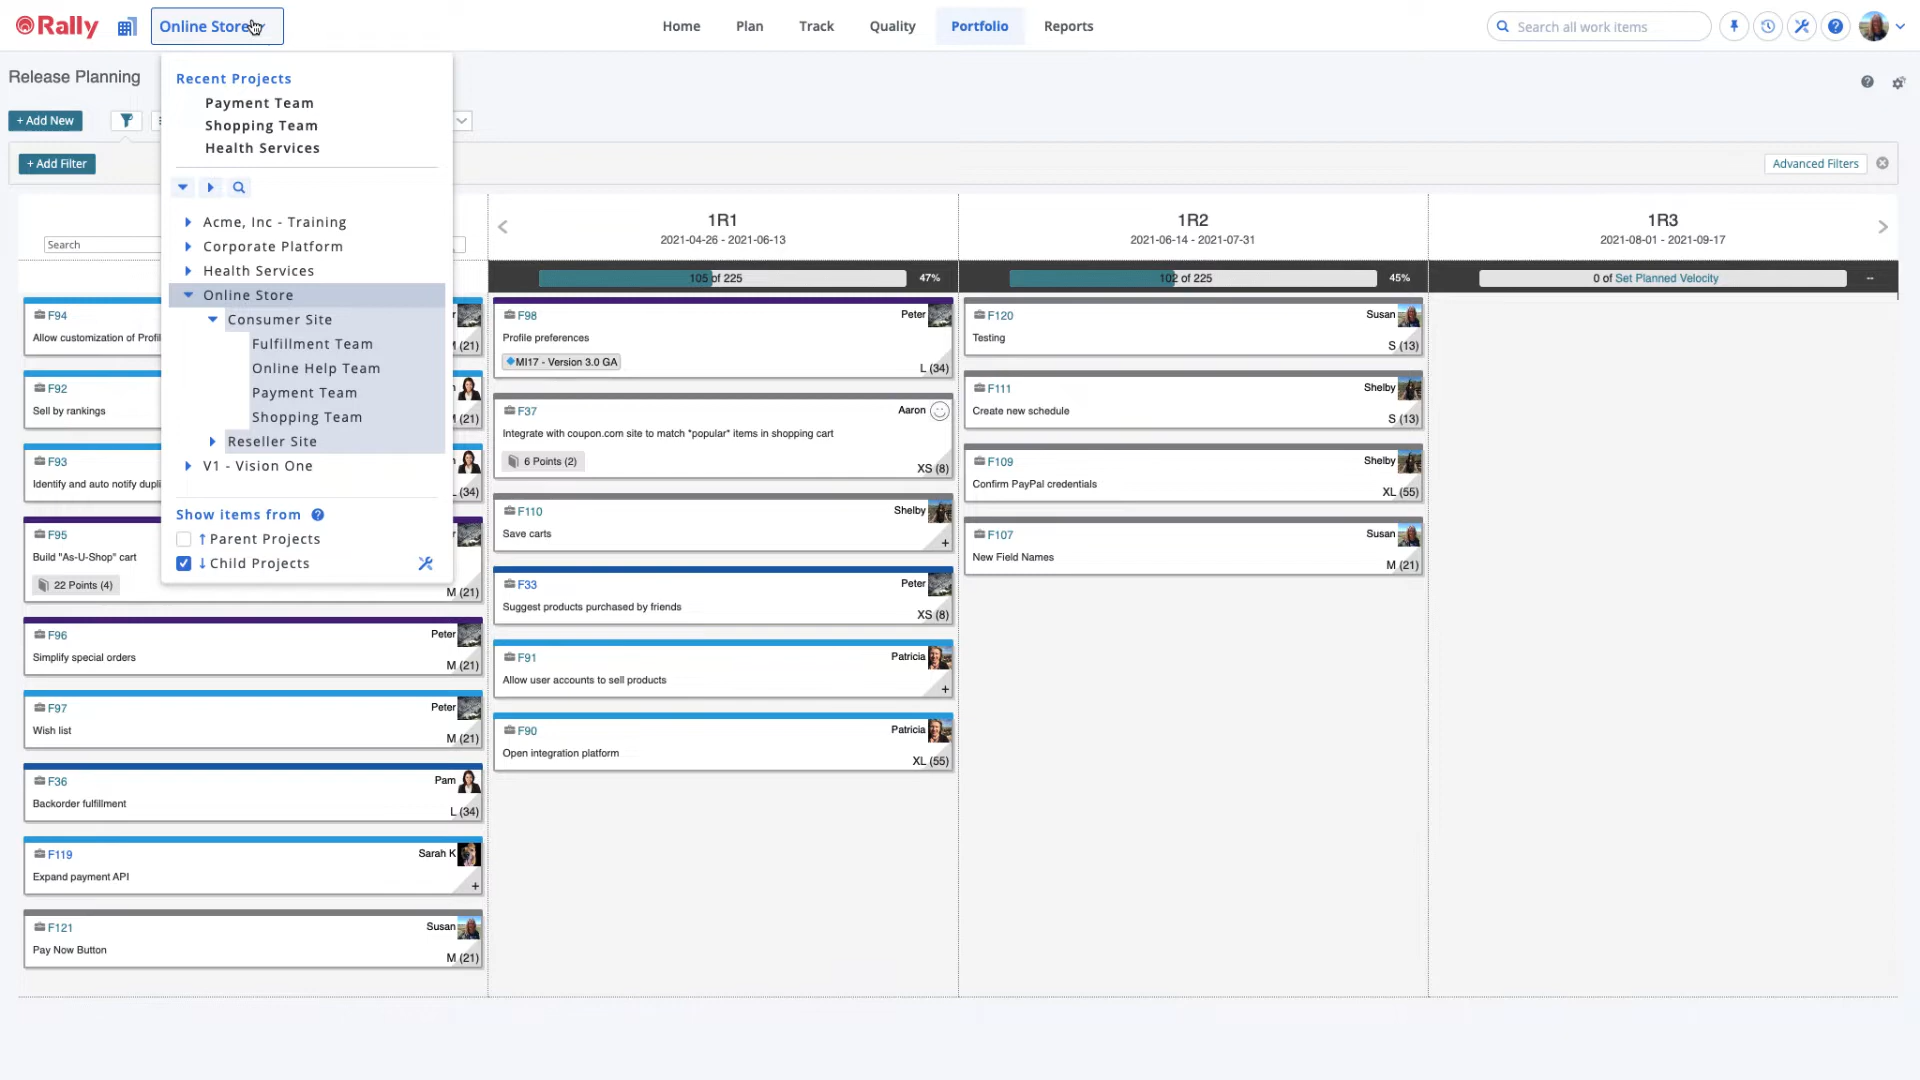 Rally
Online Store
Home
Plan
Track
Quality
Portfolio
Reports
Search all work items
Release Planning
+ Add New
+ Add Filter
Advanced Filters
Recent Projects
Payment Team
Shopping Team
Health Services
Acme, Inc - Training
Corporate Platform
Health Services
Online Store
Consumer Site
Fulfillment Team
Online Help Team
Payment Team
Shopping Team
Reseller Site
V1 - Vision One
Show items from
↑ Parent Projects
↓ Child Projects
Search
F94
Allow customization of
(21)
F92
Sell by rankings
(21)
F93
Identify and auto notify
(34)
F95
Build "As-U-Shop" cart
22 Points (4)
M (21)
F96
Peter
Simplify special orders
M (21)
F97
Peter
Wish list
M (21)
F36
Pam
Backorder fulfillment
L (34)
F119
Sarah K
Expand payment API
+
F121
Susan
Pay Now Button
M (21)
1R1
2021-04-26 - 2021-06-13
105 of 225
47%
F98
Peter
Profile preferences
MI17 - Version 3.0 GA
L (34)
F37
Aaron
Integrate with coupon.com site to match *popular* items in shopping cart
6 Points (2)
XS (8)
F110
Shelby
Save carts
+
F33
Peter
Suggest products purchased by friends
XS (8)
F91
Patricia
Allow user accounts to sell products
+
F90
Patricia
Open integration platform
XL (55)
1R2
2021-06-14 - 2021-07-31
102 of 225
45%
F120
Susan
Testing
S (13)
F111
Shelby
Create new schedule
S (13)
F109
Shelby
Confirm PayPal credentials
XL (55)
F107
Susan
New Field Names
M (21)
1R3
2021-08-01 - 2021-09-17
0 of Set Planned Velocity
--